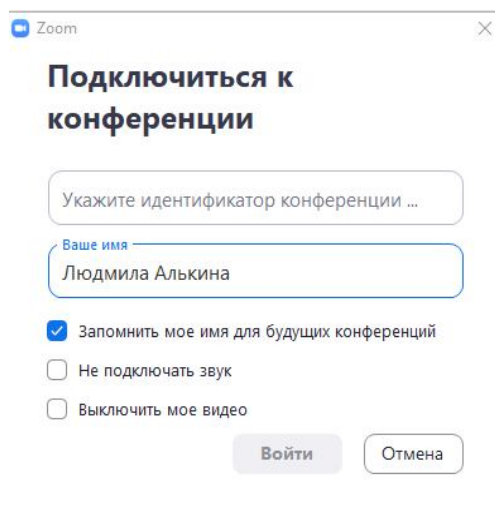 Zoom
Подключиться к
конференции
Укажите идентификатор конференции ...
Ваше имя
Людмила Алькина
Запомнить мое имя для будущих конференций
Не подключать звук
Выключить мое видео
Войти Отмена